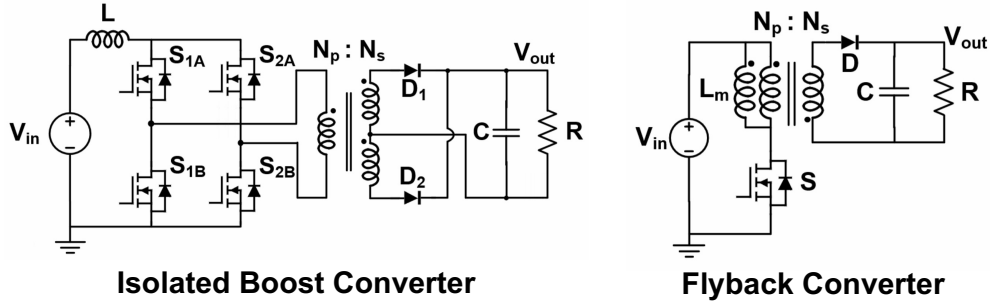 L
S1A
S2A
Np : Ns
Vout
D1
Vin
+
−
C
R
S1B
S2B
D2
Isolated Boost Converter
Np : Ns
Vout
D
Lm
C
R
Vin
+
−
S
Flyback Converter